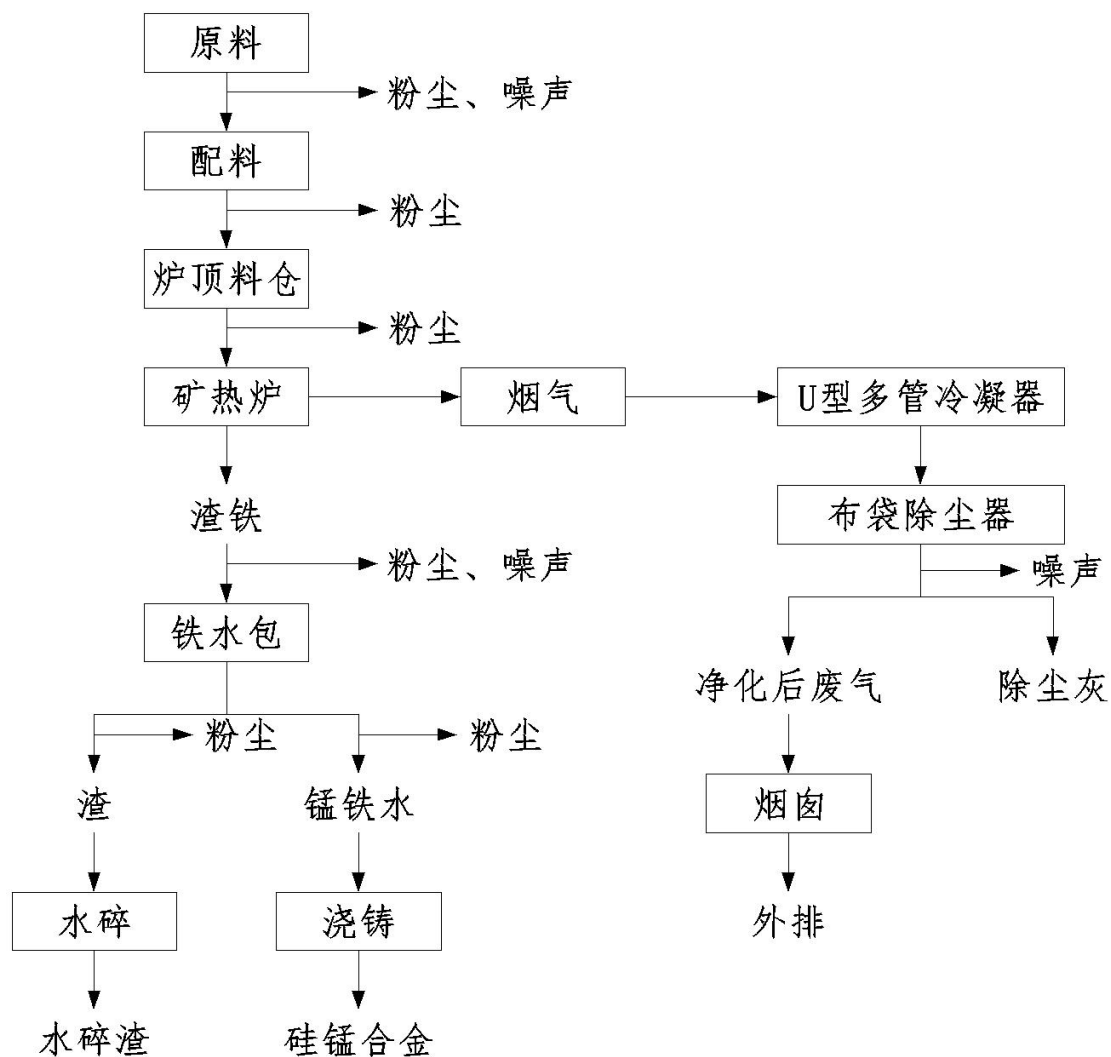 原料
粉尘、噪声
配料
粉尘
炉顶料仓
粉尘
矿热炉
烟气
U型多管冷凝器
渣铁
布袋除尘器
粉尘、噪声
噪声
铁水包
净化后废气
除尘灰
粉尘
粉尘
渣
锰铁水
烟囱
水碎
浇铸
外排
水碎渣
硅锰合金